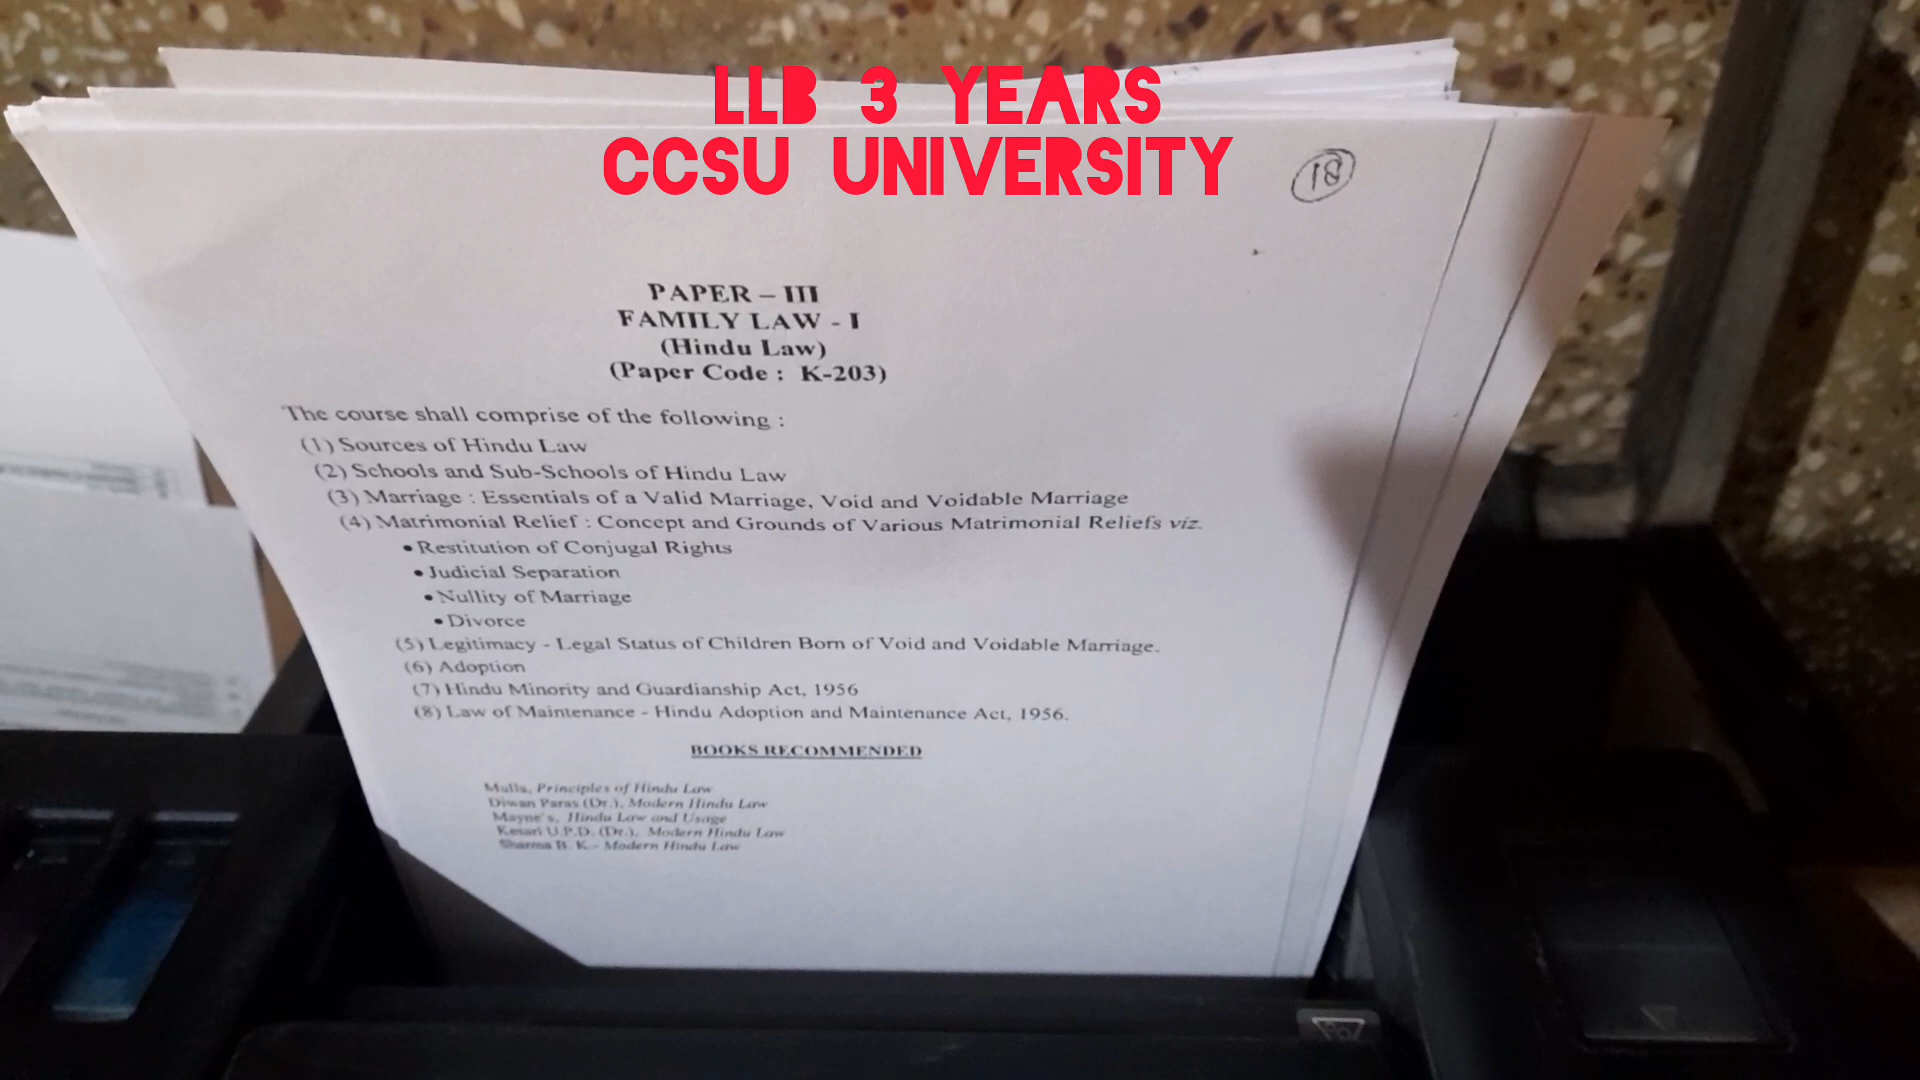 LLB 3 YEARS
CCSU UNIVERSITY
18
PAPER – III
FAMILY LAW - I
(Hindu Law)
(Paper Code : K-203)
The course shall comprise of the following :
(1) Sources of Hindu Law
(2) Schools and Sub-Schools of Hindu Law
(3) Marriage : Essentials of a Valid Marriage, Void and Voidable Marriage
(4) Matrimonial Relief : Concept and Grounds of Various Matrimonial Reliefs viz.
• Restitution of Conjugal Rights
• Judicial Separation
• Nullity of Marriage
• Divorce
(5) Legitimacy - Legal Status of Children Born of Void and Voidable Marriage.
(6) Adoption
(7) Hindu Minority and Guardianship Act, 1956
(8) Law of Maintenance - Hindu Adoption and Maintenance Act, 1956.
BOOKS RECOMMENDED
Mulla, Principles of Hindu Law
Diwan Paras (Dr.), Modern Hindu Law
Mayne's, Hindu Law and Usage
Kesari U.P.D. (Dr.), Modern Hindu Law
Sharma B. K.- Modern Hindu Law